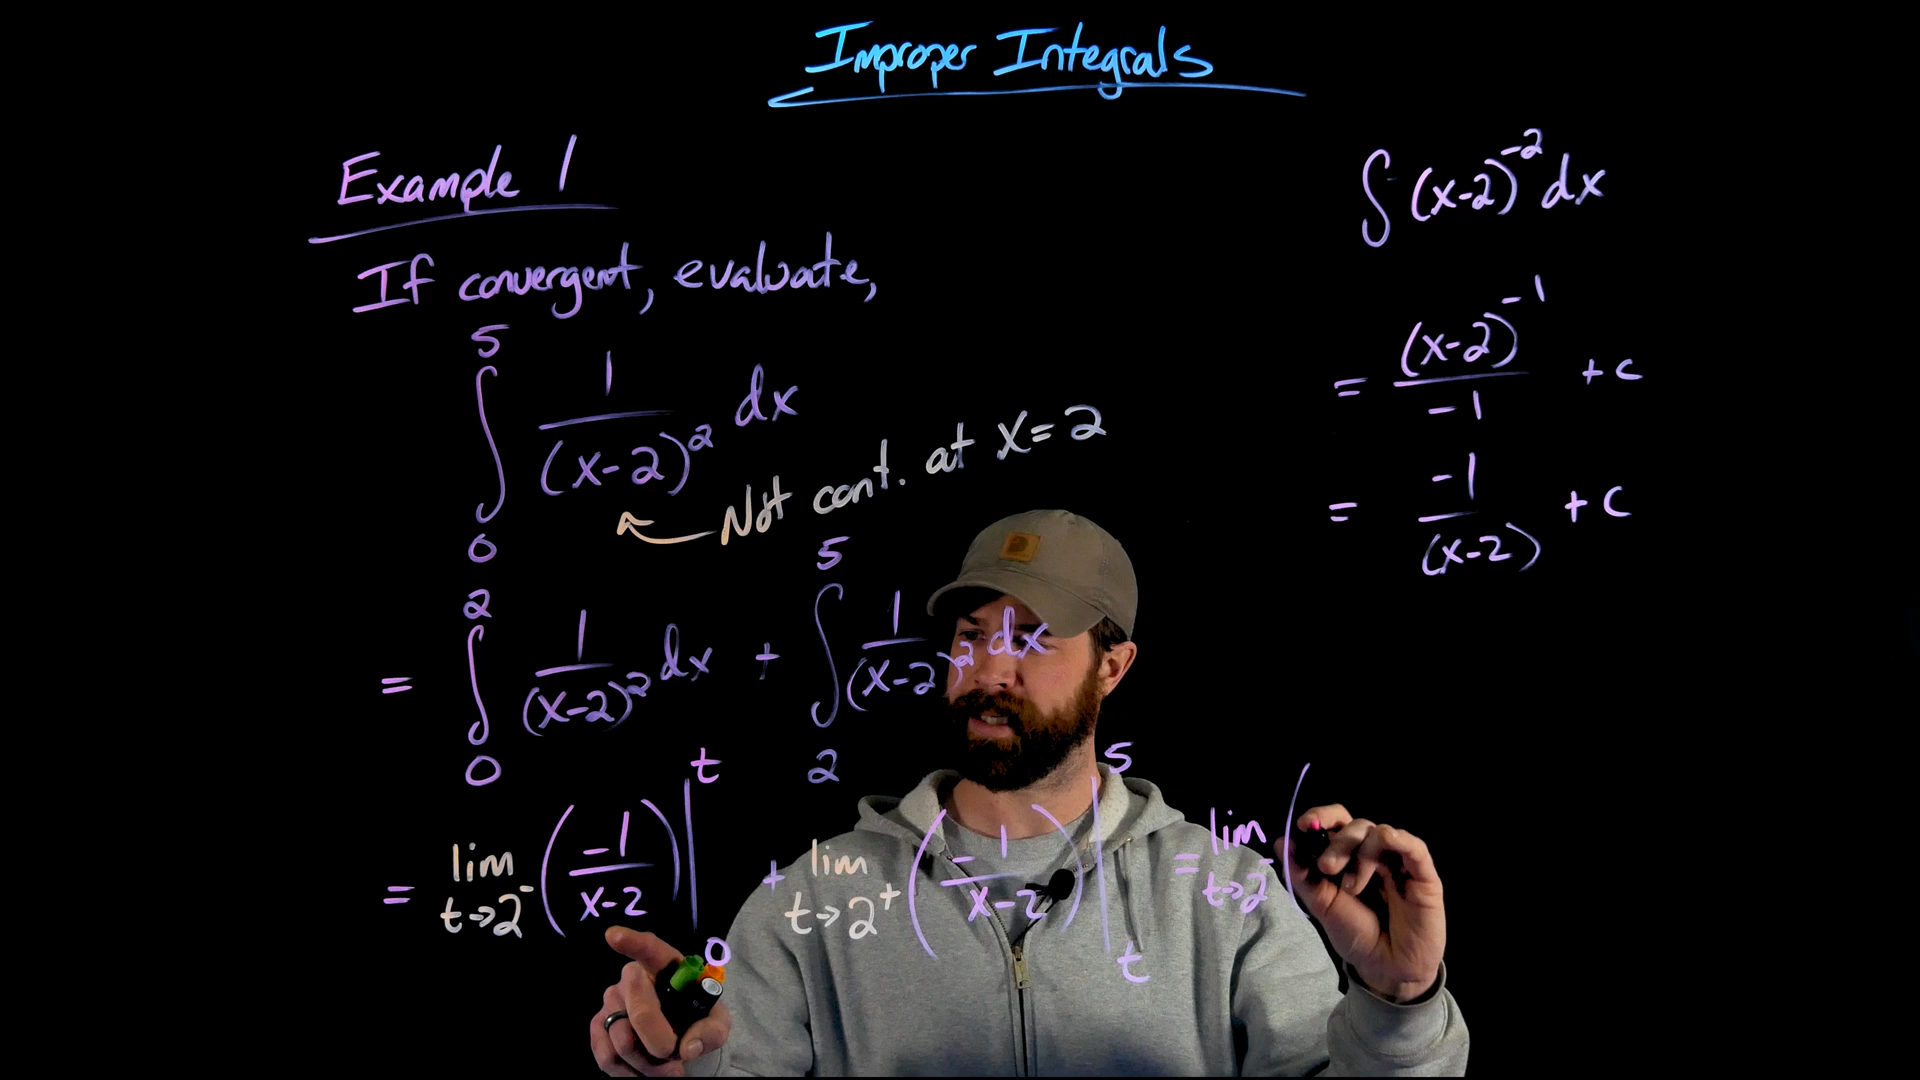 Improper Integrals
Example 1
If convergent, evaluate,
∫₀⁵ 1/(x-2)² dx
Not cont. at x=2
= ∫₀² 1/(x-2)² dx + ∫₂⁵ 1/(x-2)² dx
= lim t→2⁻ (-1/x-2) |₀ᵗ + lim t→2⁺ (-1/x-2) |ₜ⁵ = lim t→2⁻ (
∫ (x-2)⁻² dx
= (x-2)⁻¹/-1 + c
= -1/(x-2) + c